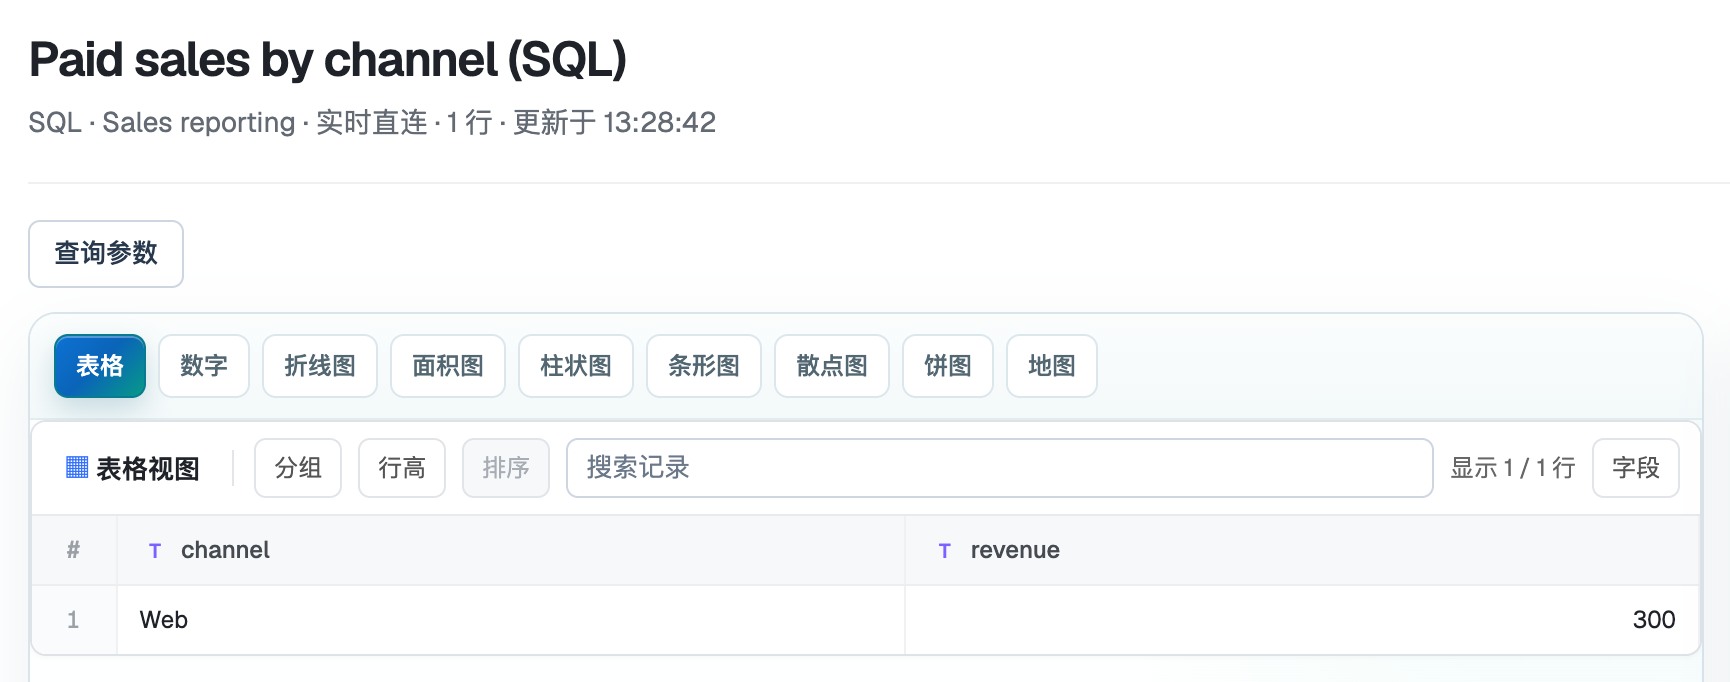 Paid sales by channel (SQL)
SQL · Sales reporting · 实时直连 · 1 行 · 更新于 13:28:42
查询参数
表格 数字 折线图 面积图 柱状图 条形图 散点图 饼图 地图
表格视图 分组 行高 排序 搜索记录 显示 1 / 1 行 字段
# T channel T revenue
1 Web 300